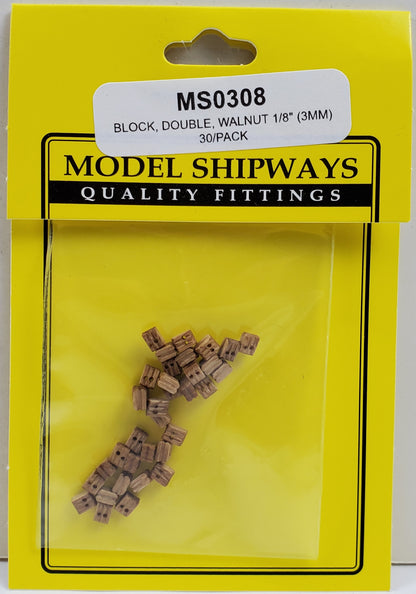 MS0308
BLOCK, DOUBLE, WALNUT 1/8" (3MM)
30/PACK
MODEL SHIPWAYS
QUALITY FITTINGS